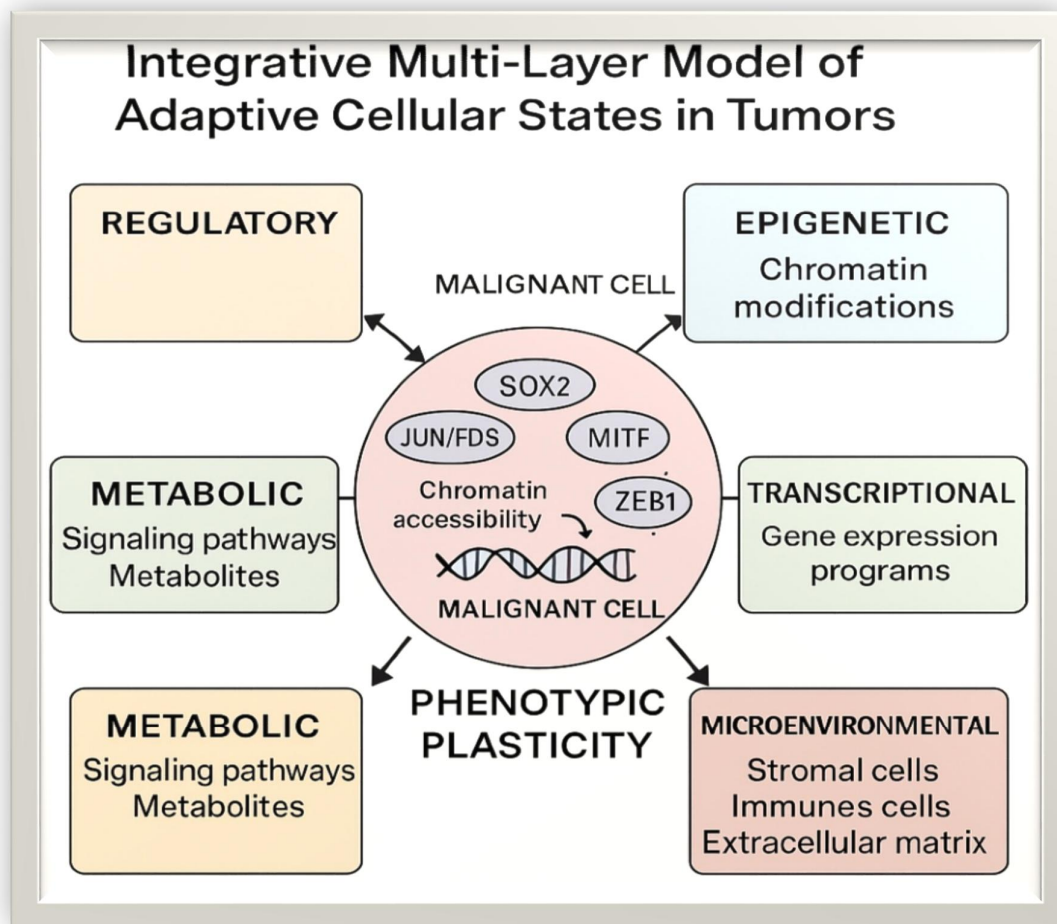 Integrative Multi-Layer Model of
Adaptive Cellular States in Tumors
REGULATORY
EPIGENETIC
Chromatin
modifications
MALIGNANT CELL
SOX2
JUN/FDS
MITF
ZEB1
Chromatin
accessibility
MALIGNANT CELL
METABOLIC
Signaling pathways
Metabolites
TRANSCRIPTIONAL
Gene expression
programs
METABOLIC
Signaling pathways
Metabolites
PHENOTYPIC
PLASTICITY
MICROENVIRONMENTAL
Stromal cells
Immunes cells
Extracellular matrix